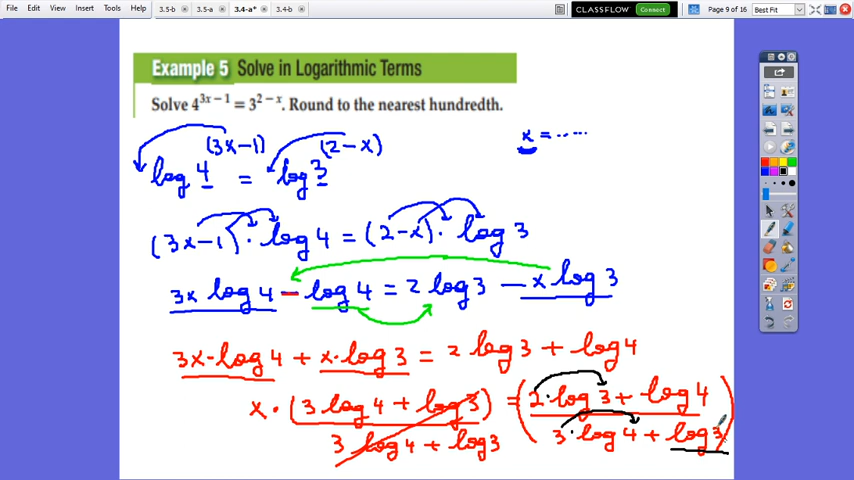 File Edit View Insert Tools Help 3.5-b 3.5-a 3.4-a* 3.4-b CLASSFLOW Connect Page 9 of 16 Best Fit
Example 5 Solve in Logarithmic Terms
Solve 4^{3x – 1} = 3^{2 – x}. Round to the nearest hundredth.
x = ......
log 4^{(3x-1)} = log 3^{(2-x)}
(3x-1) · log 4 = (2-x) · log 3
3x log 4 - log 4 = 2 log 3 - x log 3
3x · log 4 + x · log 3 = 2 log 3 + log 4
x · (3 log 4 + log 3) = (2 · log 3 + log 4)
3 log 4 + log 3 3 · log 4 + log 3